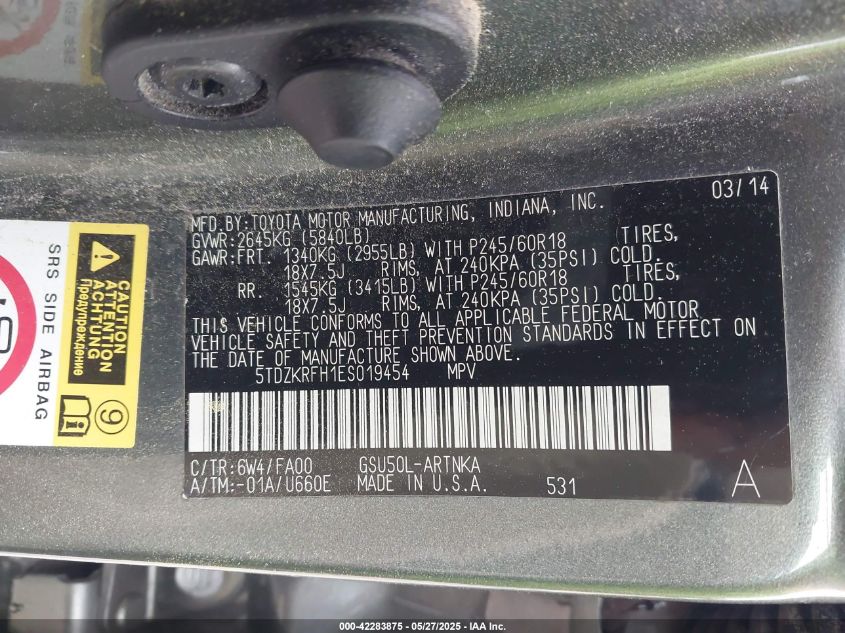 03/14
MFD.BY:TOYOTA MOTOR MANUFACTURING, INDIANA, INC.
GVWR:2645KG (5840LB)
GAWR:FRT. 1340KG (2955LB) WITH P245/60R18 TIRES,
18X7.5J RIMS, AT 240KPA (35PSI) COLD.
RR. 1545KG (3415LB) WITH P245/60R18 TIRES,
18X7.5J RIMS, AT 240KPA (35PSI) COLD.
THIS VEHICLE CONFORMS TO ALL APPLICABLE FEDERAL MOTOR
VEHICLE SAFETY AND THEFT PREVENTION STANDARDS IN EFFECT ON
THE DATE OF MANUFACTURE SHOWN ABOVE.
5TDZKRFH1ES019454 MPV
C/TR:6W4/FA00 GSU50L-ARTNKA
A/TM:-01A/U660E MADE IN U.S.A. 531 A
SRS SIDE AIRBAG
CAUTION
ATTENTION
ACHTUNG
Предупреждение
9
000-42283875 - 05/27/2025 - IAA Inc.